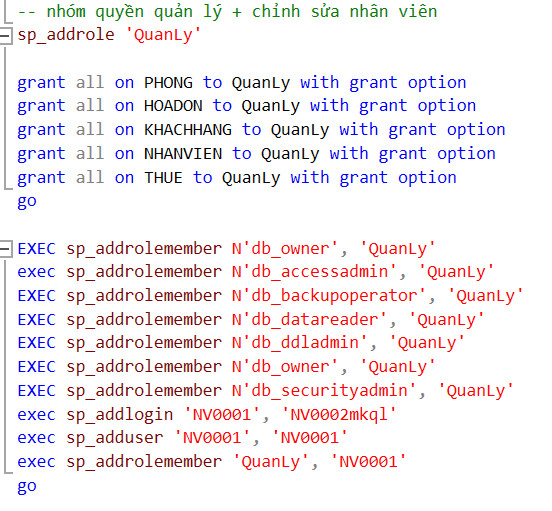 -- nhóm quyền quản lý + chỉnh sửa nhân viên
sp_addrole 'QuanLy'
grant all on PHONG to QuanLy with grant option
grant all on HOADON to QuanLy with grant option
grant all on KHACHHANG to QuanLy with grant option
grant all on NHANVIEN to QuanLy with grant option
grant all on THUE to QuanLy with grant option
go
EXEC sp_addrolemember N'db_owner', 'QuanLy'
exec sp_addrolemember N'db_accessadmin', 'QuanLy'
EXEC sp_addrolemember N'db_backupoperator', 'QuanLy'
EXEC sp_addrolemember N'db_datareader', 'QuanLy'
EXEC sp_addrolemember N'db_ddladmin', 'QuanLy'
EXEC sp_addrolemember N'db_owner', 'QuanLy'
EXEC sp_addrolemember N'db_securityadmin', 'QuanLy'
exec sp_addlogin 'NV0001', 'NV0002mkql'
exec sp_adduser 'NV0001', 'NV0001'
exec sp_addrolemember 'QuanLy', 'NV0001'
go